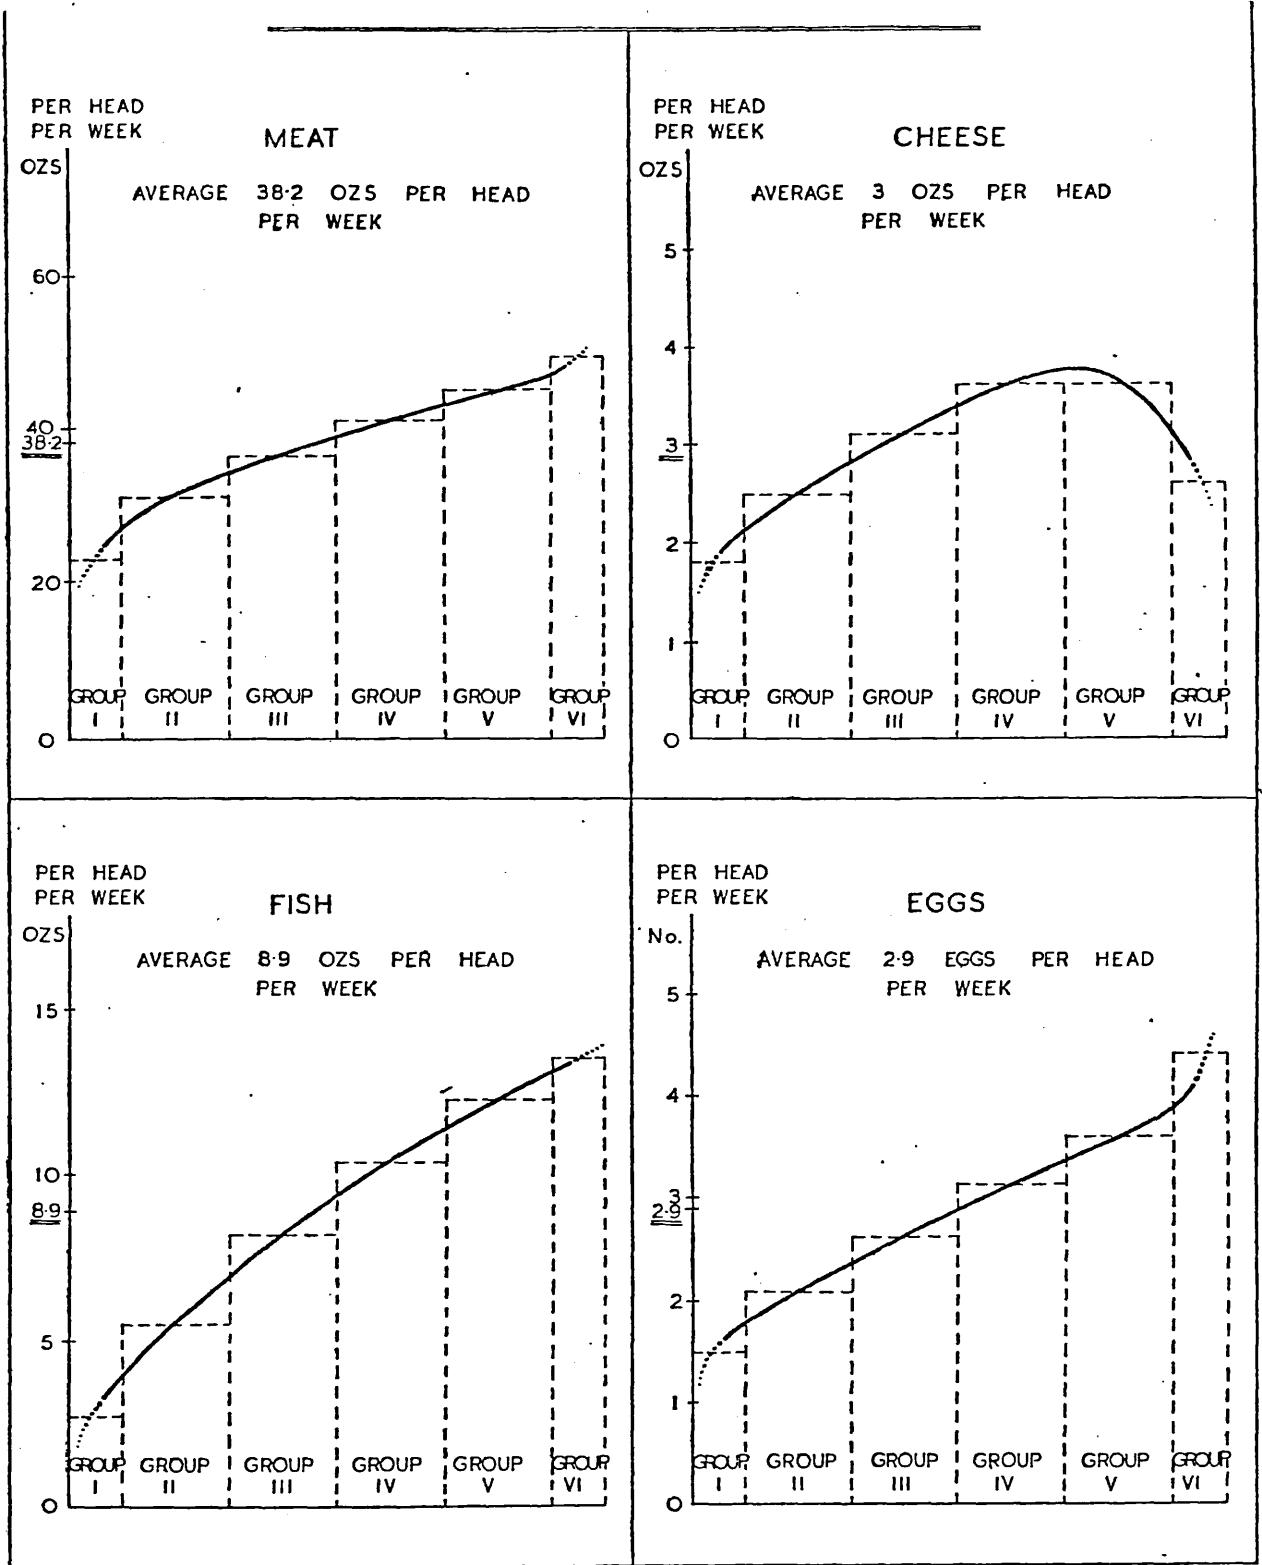 PER HEAD
PER WEEK
MEAT
OZS
AVERAGE 38·2 OZS PER HEAD
PER WEEK
60
40
38·2
20
0
GROUP I
GROUP II
GROUP III
GROUP IV
GROUP V
GROUP VI
PER HEAD
PER WEEK
CHEESE
OZS
AVERAGE 3 OZS PER HEAD
PER WEEK
5
4
3
2
1
0
GROUP I
GROUP II
GROUP III
GROUP IV
GROUP V
GROUP VI
PER HEAD
PER WEEK
FISH
OZS
AVERAGE 8·9 OZS PER HEAD
PER WEEK
15
10
8·9
5
0
GROUP I
GROUP II
GROUP III
GROUP IV
GROUP V
GROUP VI
PER HEAD
PER WEEK
EGGS
No.
AVERAGE 2·9 EGGS PER HEAD
PER WEEK
5
4
3
2·9
2
1
0
GROUP I
GROUP II
GROUP III
GROUP IV
GROUP V
GROUP VI